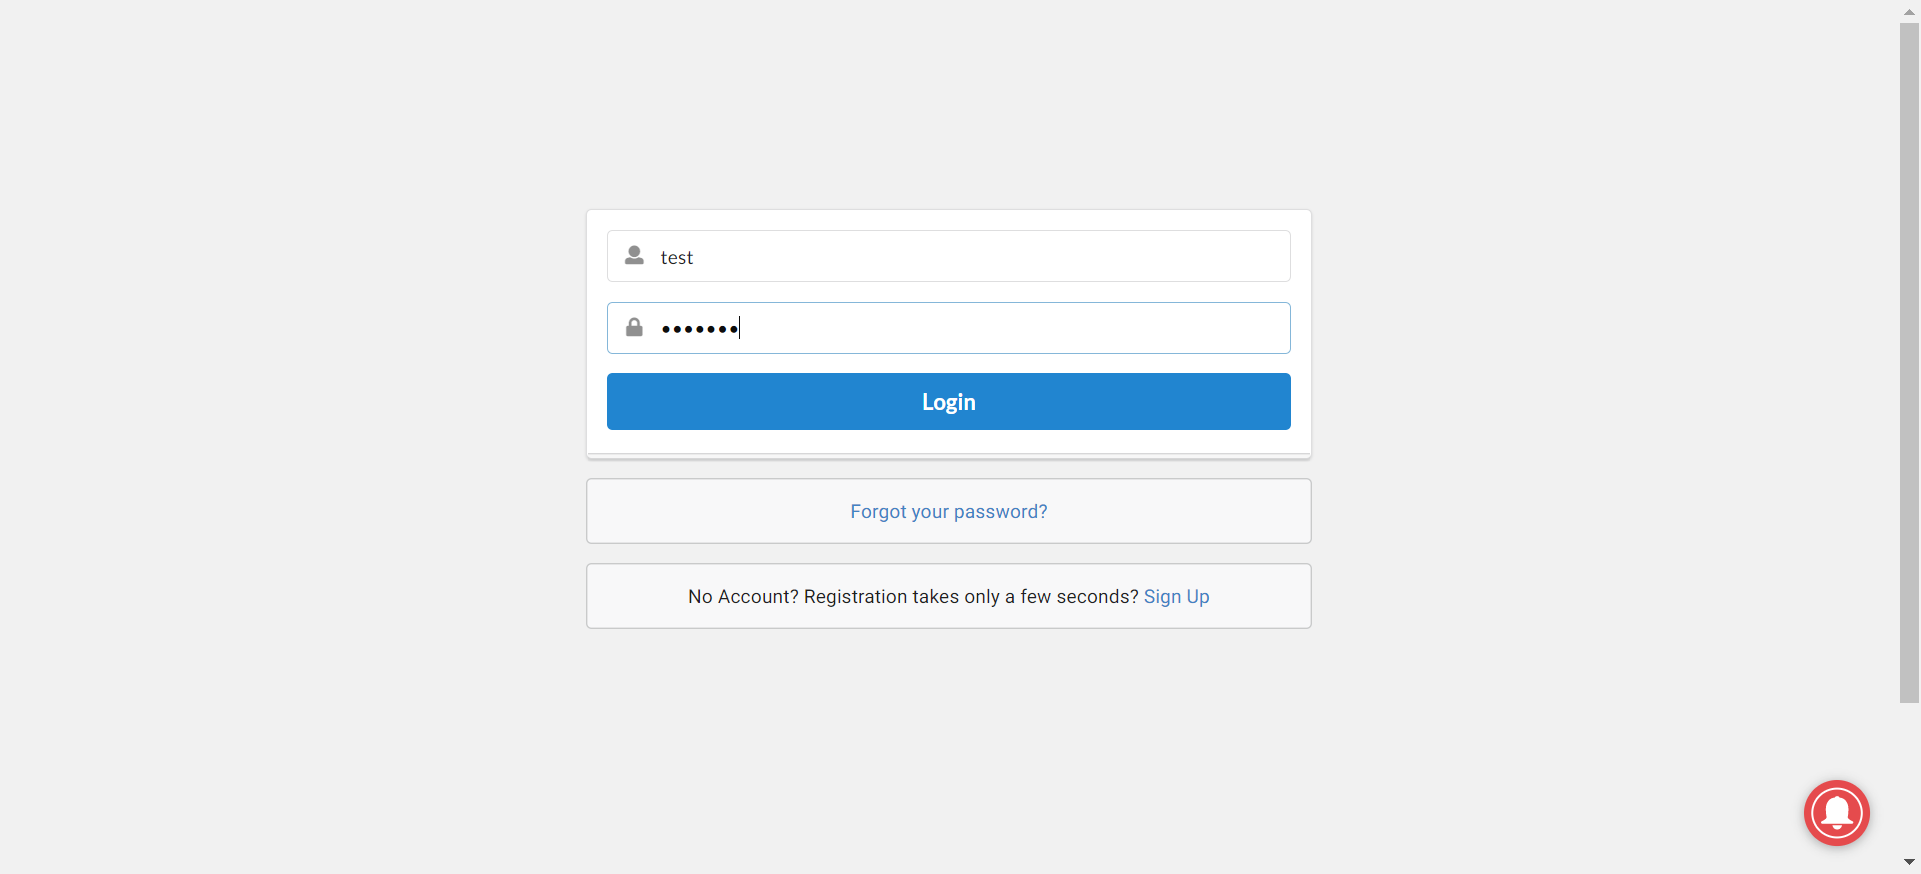 test
•••••••
Login
Forgot your password?
No Account? Registration takes only a few seconds? Sign Up